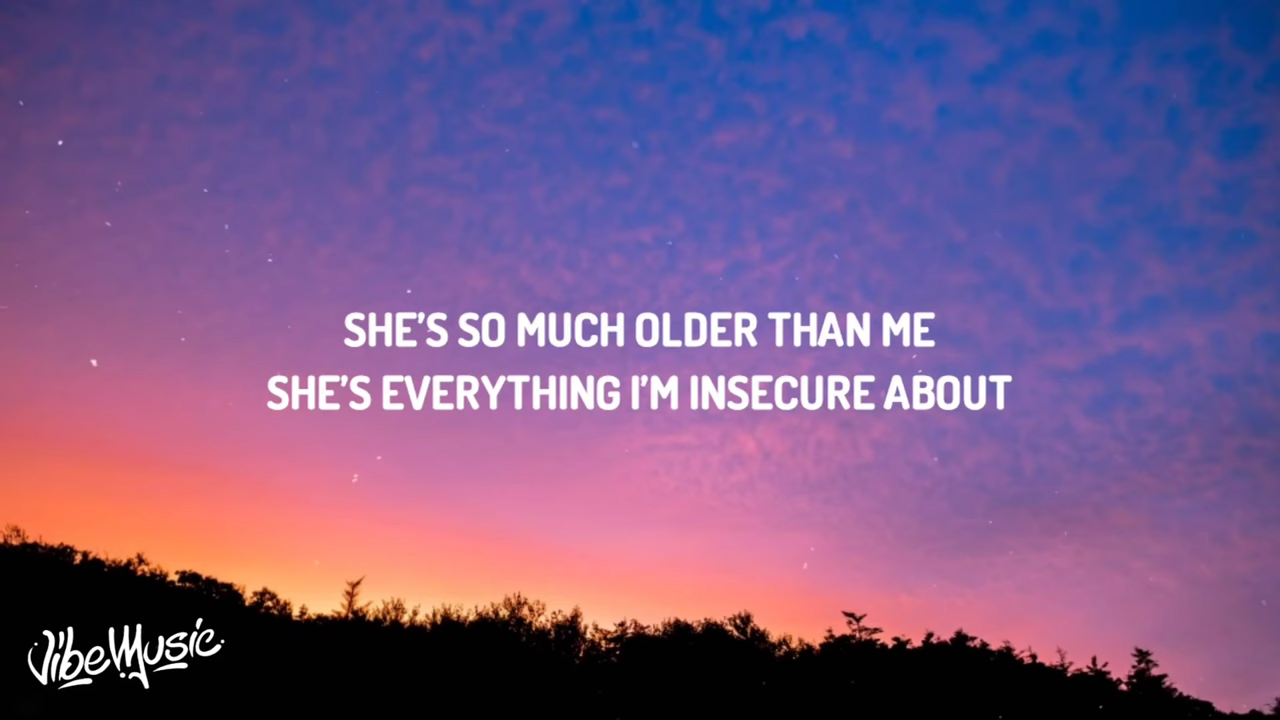 SHE'S SO MUCH OLDER THAN ME
SHE'S EVERYTHING I'M INSECURE ABOUT
VibeMusic